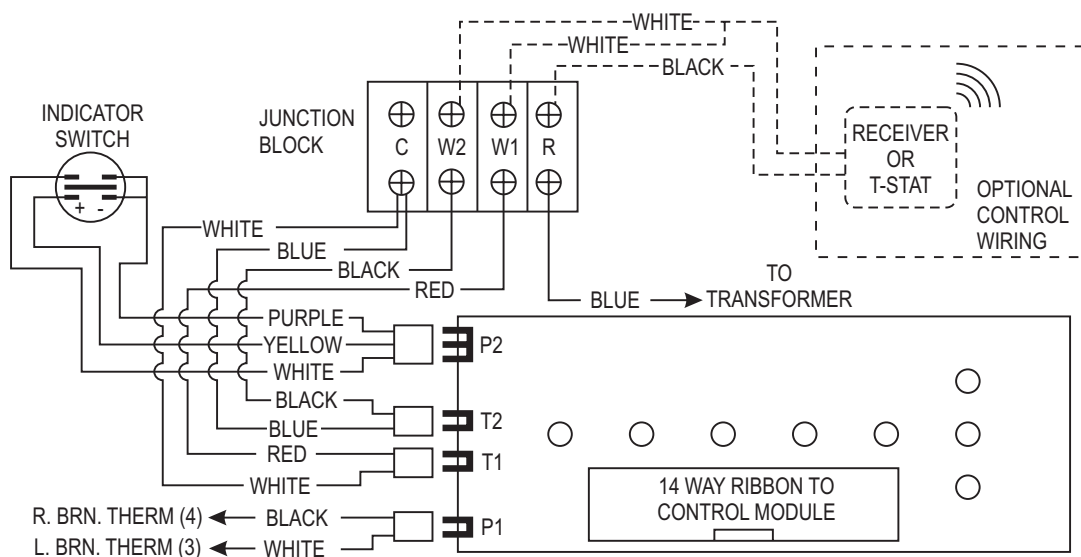 WHITE
WHITE
BLACK
INDICATOR
SWITCH
+ -
JUNCTION
BLOCK
C W2 W1 R
RECEIVER
OR
T-STAT
OPTIONAL
CONTROL
WIRING
WHITE
BLUE
BLACK
RED
BLUE
TO
TRANSFORMER
PURPLE
YELLOW
WHITE
P2
BLACK
BLUE
T2
RED
WHITE
T1
R. BRN. THERM (4)
BLACK
L. BRN. THERM (3)
WHITE
P1
14 WAY RIBBON TO
CONTROL MODULE